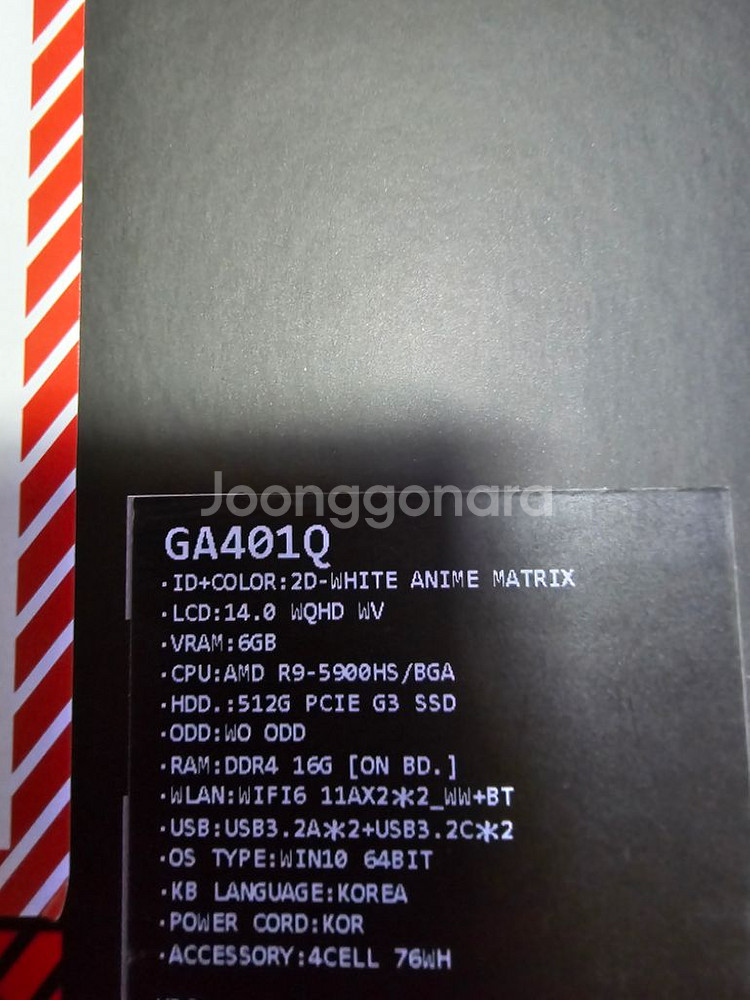 Joonggonara
GA401Q
·ID+COLOR:2D-WHITE ANIME MATRIX
·LCD:14.0 WQHD WV
·VRAM:6GB
·CPU:AMD R9-5900HS/BGA
·HDD.:512G PCIE G3 SSD
·ODD:WO ODD
·RAM:DDR4 16G [ON BD.]
·WLAN:WIFI6 11AX2*2_WW+BT
·USB:USB3.2A*2+USB3.2C*2
·OS TYPE:WIN10 64BIT
·KB LANGUAGE:KOREA
·POWER CORD:KOR
·ACCESSORY:4CELL 76WH